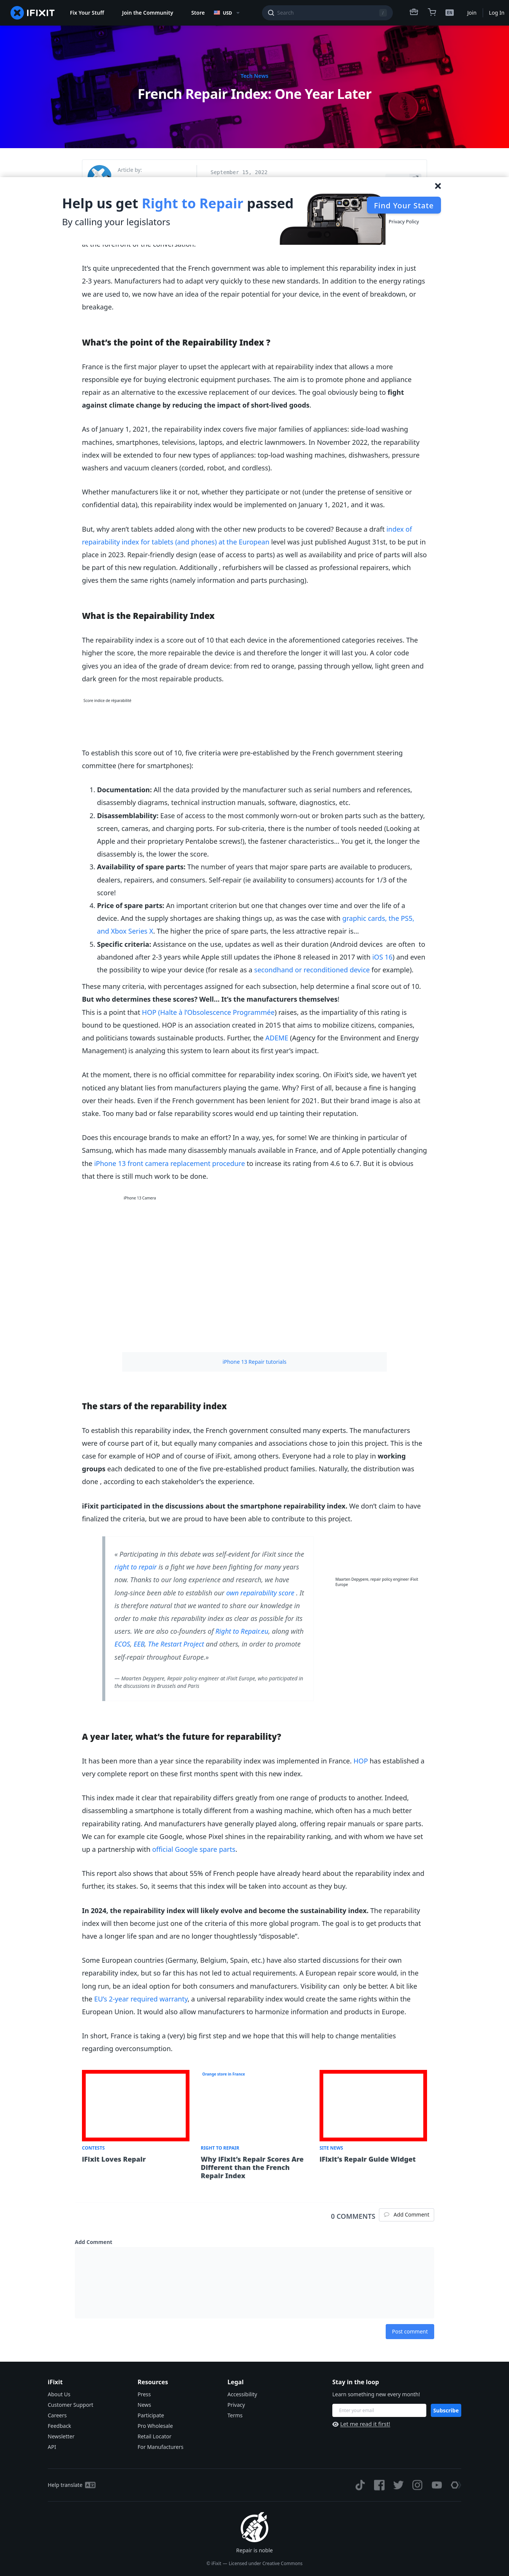 IFIXIT
Fix Your Stuff
Join the Community
Store
USD
Search
/
Join
Log In
Tech News
French Repair Index: One Year Later
Article by:
September 15, 2022
Help us get Right to Repair passed
By calling your legislators
Find Your State
Privacy Policy
It's quite unprecedented that the French government was able to implement this reparability index in just
2-3 years. Manufacturers had to adapt very quickly to these new standards. In addition to the energy ratings
we are used to, we now have an idea of the repair potential for your device, in the event of breakdown, or
breakage.
What's the point of the Repairability Index ?
France is the first major player to upset the applecart with at repairability index that allows a more
responsible eye for buying electronic equipment purchases. The aim is to promote phone and appliance
repair as an alternative to the excessive replacement of our devices. The goal obviously being to fight
against climate change by reducing the impact of short-lived goods.
As of January 1, 2021, the repairability index covers five major families of appliances: side-load washing
machines, smartphones, televisions, laptops, and electric lawnmowers. In November 2022, the repairability
index will be extended to four new types of appliances: top-load washing machines, dishwashers, pressure
washers and vacuum cleaners (corded, robot, and cordless).
Whether manufacturers like it or not, whether they participate or not (under the pretense of sensitive or
confidential data), this repairability index would be implemented on January 1, 2021, and it was.
But, why aren't tablets added along with the other new products to be covered? Because a draft index of
repairability index for tablets (and phones) at the European level was just published August 31st, to be put in
place in 2023. Repair-friendly design (ease of access to parts) as well as availability and price of parts will also
be part of this new regulation. Additionally , refurbishers will be classed as professional repairers, which
gives them the same rights (namely information and parts purchasing).
What is the Repairability Index
The repairability index is a score out of 10 that each device in the aforementioned categories receives. The
higher the score, the more repairable the device is and therefore the longer it will last you. A color code
gives you an idea of the grade of dream device: from red to orange, passing through yellow, light green and
dark green for the most repairable products.
Score indice de réparabilité
To establish this score out of 10, five criteria were pre-established by the French government steering
committee (here for smartphones):
1. Documentation: All the data provided by the manufacturer such as serial numbers and references,
disassembly diagrams, technical instruction manuals, software, diagnostics, etc.
2. Disassemblability: Ease of access to the most commonly worn-out or broken parts such as the battery,
screen, cameras, and charging ports. For sub-criteria, there is the number of tools needed (Looking at
Apple and their proprietary Pentalobe screws!), the fastener characteristics... You get it, the longer the
disassembly is, the lower the score.
3. Availability of spare parts: The number of years that major spare parts are available to producers,
dealers, repairers, and consumers. Self-repair (ie availability to consumers) accounts for 1/3 of the
score!
4. Price of spare parts: An important criterion but one that changes over time and over the life of a
device. And the supply shortages are shaking things up, as was the case with graphic cards, the PS5,
and Xbox Series X. The higher the price of spare parts, the less attractive repair is...
5. Specific criteria: Assistance on the use, updates as well as their duration (Android devices are often to
abandoned after 2-3 years while Apple still updates the iPhone 8 released in 2017 with iOS 16) and even
the possibility to wipe your device (for resale as a secondhand or reconditioned device for example).
These many criteria, with percentages assigned for each subsection, help determine a final score out of 10.
But who determines these scores? Well... It's the manufacturers themselves!
This is a point that HOP (Halte à l'Obsolescence Programmée) raises, as the impartiality of this rating is
bound to be questioned. HOP is an association created in 2015 that aims to mobilize citizens, companies,
and politicians towards sustainable products. Further, the ADEME (Agency for the Environment and Energy
Management) is analyzing this system to learn about its first year's impact.
At the moment, there is no official committee for reparability index scoring. On iFixit's side, we haven't yet
noticed any blatant lies from manufacturers playing the game. Why? First of all, because a fine is hanging
over their heads. Even if the French government has been lenient for 2021. But their brand image is also at
stake. Too many bad or false reparability scores would end up tainting their reputation.
Does this encourage brands to make an effort? In a way, yes, for some! We are thinking in particular of
Samsung, which has made many disassembly manuals available in France, and of Apple potentially changing
the iPhone 13 front camera replacement procedure to increase its rating from 4.6 to 6.7. But it is obvious
that there is still much work to be done.
iPhone 13 Camera
iPhone 13 Repair tutorials
The stars of the reparability index
To establish this reparability index, the French government consulted many experts. The manufacturers
were of course part of it, but equally many companies and associations chose to join this project. This is the
case for example of HOP and of course of iFixit, among others. Everyone had a role to play in working
groups each dedicated to one of the five pre-established product families. Naturally, the distribution was
done , according to each stakeholder's the experience.
iFixit participated in the discussions about the smartphone repairability index. We don't claim to have
finalized the criteria, but we are proud to have been able to contribute to this project.
« Participating in this debate was self-evident for iFixit since the
right to repair is a fight we have been fighting for many years
now. Thanks to our long experience and research, we have
long-since been able to establish our own repairability score . It
is therefore natural that we wanted to share our knowledge in
order to make this reparability index as clear as possible for its
users. We are also co-founders of Right to Repair.eu, along with
ECOS, EEB, The Restart Project and others, in order to promote
self-repair throughout Europe.»
— Maarten Depypere, Repair policy engineer at iFixit Europe, who participated in
the discussions in Brussels and Paris
Maarten Depypere, repair policy engineer iFixit
Europe
A year later, what's the future for reparability?
It has been more than a year since the reparability index was implemented in France. HOP has established a
very complete report on these first months spent with this new index.
This index made it clear that repairability differs greatly from one range of products to another. Indeed,
disassembling a smartphone is totally different from a washing machine, which often has a much better
repairability rating. And manufacturers have generally played along, offering repair manuals or spare parts.
We can for example cite Google, whose Pixel shines in the repairability ranking, and with whom we have set
up a partnership with official Google spare parts.
This report also shows that about 55% of French people have already heard about the reparability index and
further, its stakes. So, it seems that this index will be taken into account as they buy.
In 2024, the repairability index will likely evolve and become the sustainability index. The reparability
index will then become just one of the criteria of this more global program. The goal is to get products that
have a longer life span and are no longer thoughtlessly "disposable".
Some European countries (Germany, Belgium, Spain, etc.) have also started discussions for their own
reparability index, but so far this has not led to actual requirements. A European repair score would, in the
long run, be an ideal option for both consumers and manufacturers. Visibility can only be better. A bit like
the EU's 2-year required warranty, a universal reparability index would create the same rights within the
European Union. It would also allow manufacturers to harmonize information and products in Europe.
In short, France is taking a (very) big first step and we hope that this will help to change mentalities
regarding overconsumption.
Orange store in France
CONTESTS
iFixit Loves Repair
RIGHT TO REPAIR
Why iFixit's Repair Scores Are
Different than the French
Repair Index
SITE NEWS
iFixit's Repair Guide Widget
0 COMMENTS
Add Comment
Add Comment
Post comment
iFixit
About Us
Customer Support
Careers
Feedback
Newsletter
API
Resources
Press
News
Participate
Pro Wholesale
Retail Locator
For Manufacturers
Legal
Accessibility
Privacy
Terms
Stay in the loop
Learn something new every month!
Enter your email
Subscribe
Let me read it first!
Help translate
Repair is noble
© iFixit — Licensed under Creative Commons